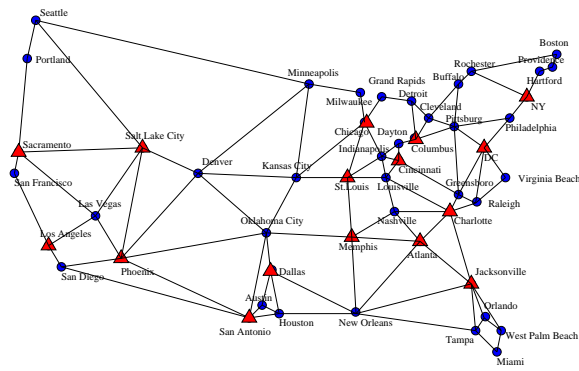 Seattle
Boston
Portland
Rochester
Providence
Minneapolis
Grand Rapids
Buffalo
Hartford
Detroit
Milwaukee
Cleveland
NY
Chicago
Dayton
Pittsburg
Philadelphia
Sacramento
Salt Lake City
Indianapolis
Columbus
DC
Denver
Kansas City
Cincinnati
San Francisco
St.Louis
Louisville
Greensboro
Virginia Beach
Las Vegas
Raleigh
Oklahoma City
Nashville
Charlotte
Los Angeles
Memphis
Atlanta
San Diego
Phoenix
Dallas
Jacksonville
Austin
Orlando
San Antonio
Houston
New Orleans
Tampa
West Palm Beach
Miami